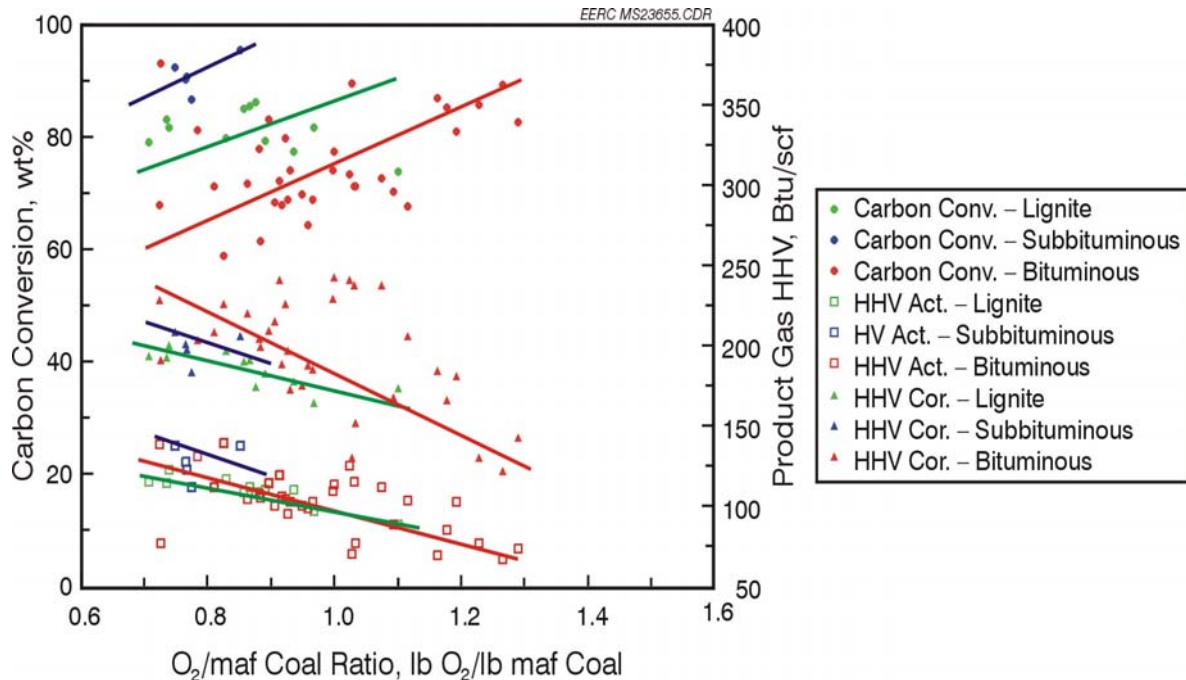 EERC MS23655.CDR
100
80
60
40
20
0
Carbon Conversion, wt%
400
350
300
250
200
150
100
50
Product Gas HHV, Btu/scf
0.6 0.8 1.0 1.2 1.4 1.6
O₂/maf Coal Ratio, lb O₂/lb maf Coal
Carbon Conv. – Lignite
Carbon Conv. – Subbituminous
Carbon Conv. – Bituminous
HHV Act. – Lignite
HV Act. – Subbituminous
HHV Act. – Bituminous
HHV Cor. – Lignite
HHV Cor. – Subbituminous
HHV Cor. – Bituminous